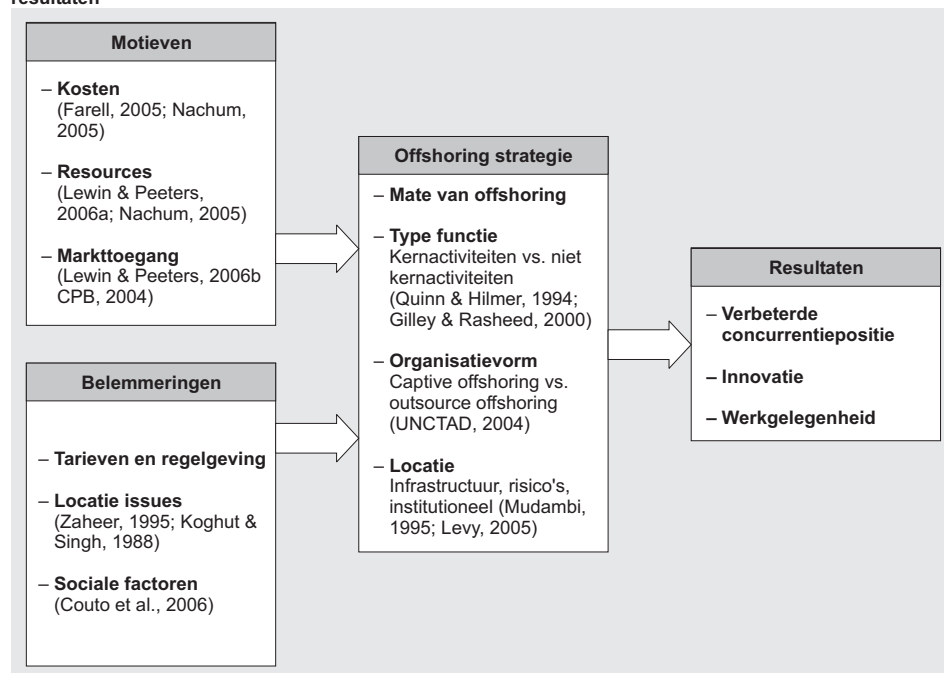 resultaten
Motieven
– Kosten
(Farell, 2005; Nachum,
2005)
– Resources
(Lewin & Peeters,
2006a; Nachum, 2005)
– Markttoegang
(Lewin & Peeters, 2006b
CPB, 2004)
Belemmeringen
– Tarieven en regelgeving
– Locatie issues
(Zaheer, 1995; Koghut &
Singh, 1988)
– Sociale factoren
(Couto et al., 2006)
Offshoring strategie
– Mate van offshoring
– Type functie
Kernactiviteiten vs. niet
kernactiviteiten
(Quinn & Hilmer, 1994;
Gilley & Rasheed, 2000)
– Organisatievorm
Captive offshoring vs.
outsource offshoring
(UNCTAD, 2004)
– Locatie
Infrastructuur, risico's,
institutioneel (Mudambi,
1995; Levy, 2005)
Resultaten
– Verbeterde
concurrentiepositie
– Innovatie
– Werkgelegenheid